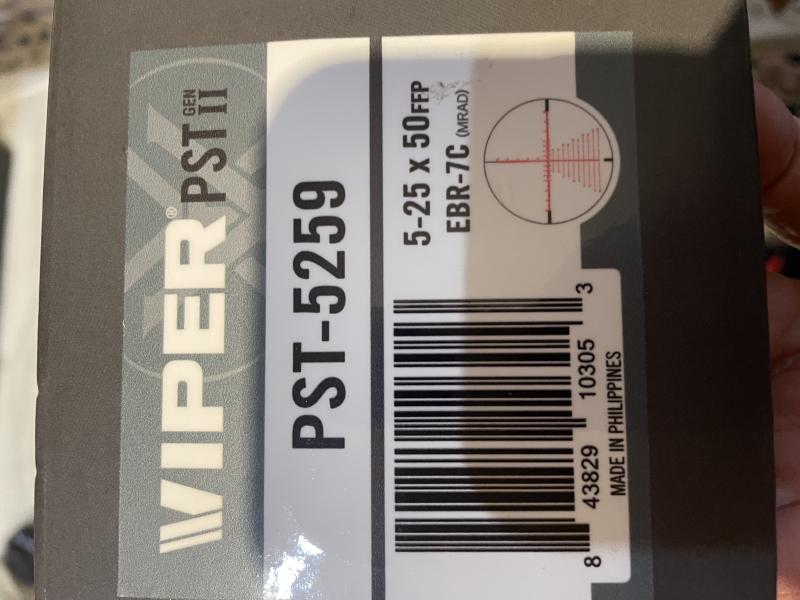 VIPER® PST GEN II
PST-5259
5-25 x 50FFP
EBR-7C (MRAD)
8 43829 10305 3
MADE IN PHILIPPINES